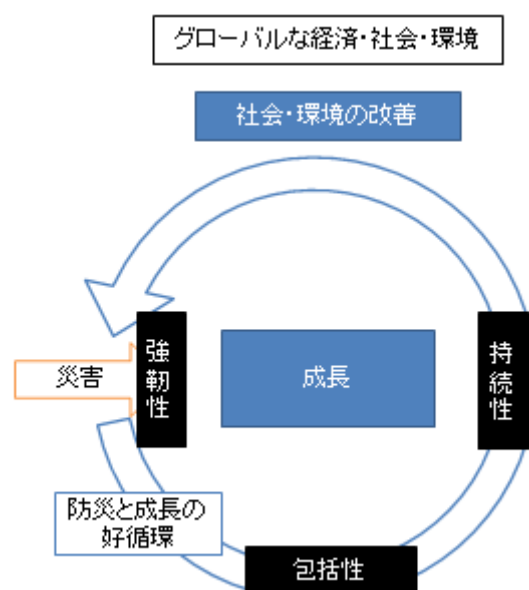 グローバルな経済・社会・環境
社会・環境の改善
強靭性
災害
成長
持続性
防災と成長の
好循環
包括性